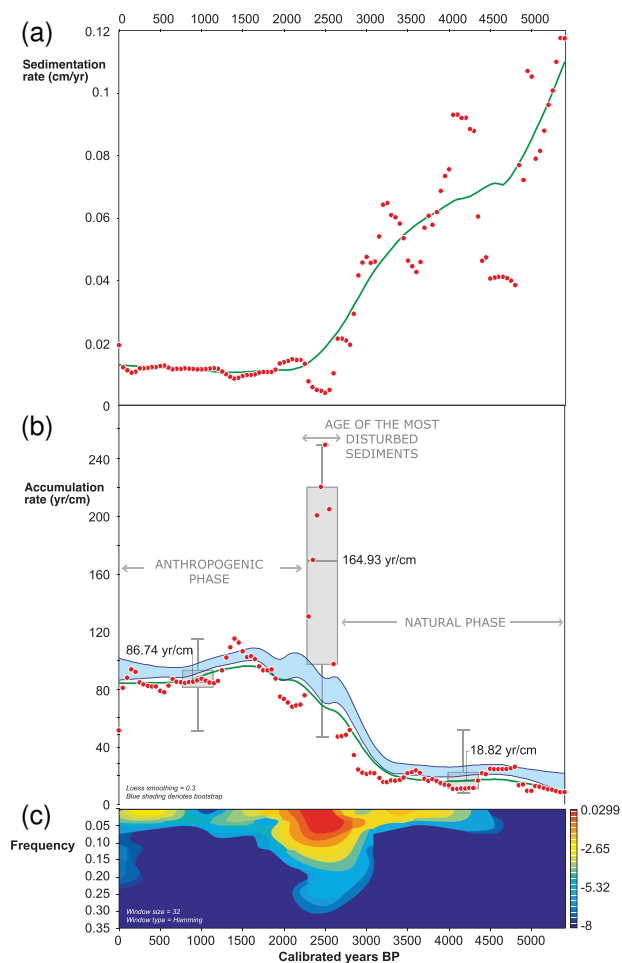 (a)
0 500 1000 1500 2000 2500 3000 3500 4000 4500 5000
Sedimentation
rate (cm/yr)
0.12
0.1
0.08
0.06
0.04
0.02
0
(b)
AGE OF THE MOST
DISTURBED
SEDIMENTS
Accumulation
rate (yr/cm)
240
200
160
120
80
40
0
164.93 yr/cm
ANTHROPOGENIC
PHASE
NATURAL PHASE
86.74 yr/cm
18.82 yr/cm
Loess smoothing = 0.3
Blue shading denotes bootstrap
(c)
Frequency
0.05
0.10
0.15
0.20
0.25
0.30
0.35
0.0299
-2.65
-5.32
-8
Window size = 32
Window type = Hamming
0 500 1000 1500 2000 2500 3000 3500 4000 4500 5000
Calibrated years BP